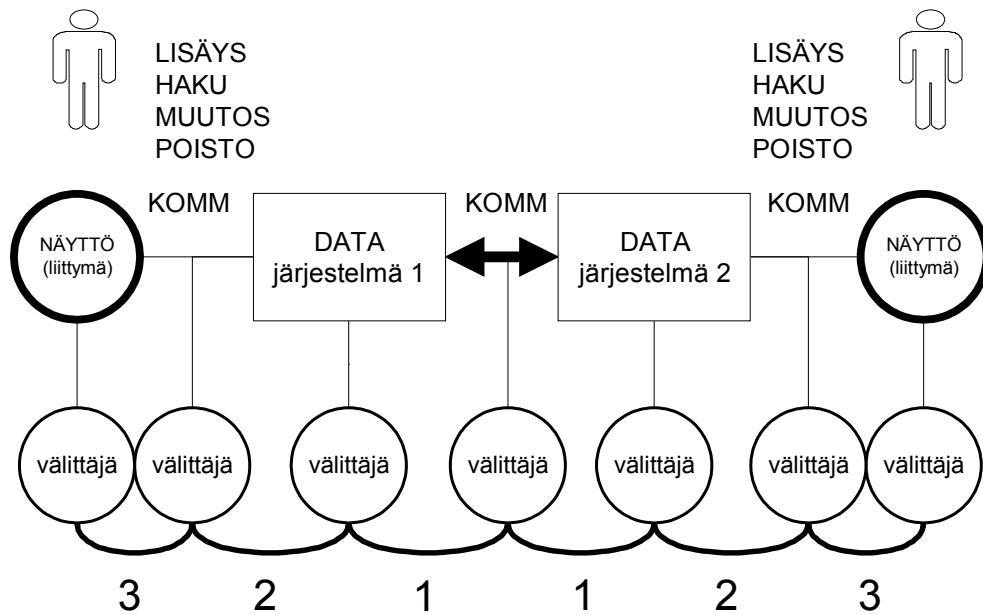 LISÄYS
HAKU
MUUTOS
POISTO
LISÄYS
HAKU
MUUTOS
POISTO
KOMM
KOMM
KOMM
NÄYTTÖ
(liittymä)
DATA
järjestelmä 1
DATA
järjestelmä 2
NÄYTTÖ
(liittymä)
välittäjä
välittäjä
välittäjä
välittäjä
välittäjä
välittäjä
välittäjä
3
2
1
1
2
3